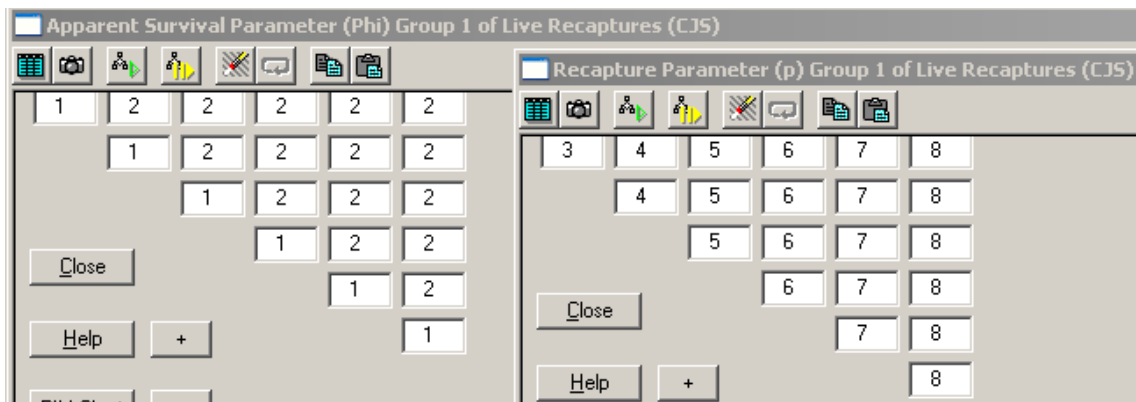 Apparent Survival Parameter (Phi) Group 1 of Live Recaptures (CJS)
1 2 2 2 2 2
1 2 2 2 2
1 2 2 2
1 2 2
Close
1 2
Help + 1
Recapture Parameter (p) Group 1 of Live Recaptures (CJS)
3 4 5 6 7 8
4 5 6 7 8
5 6 7 8
6 7 8
Close
7 8
Help + 8